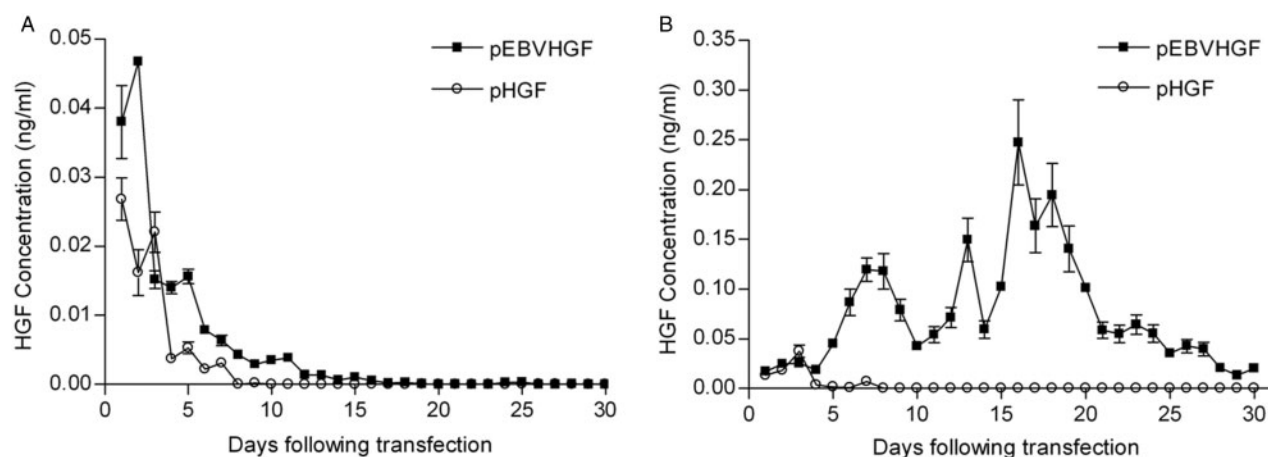 A
HGF Concentration (ng/ml)
0.05
0.04
0.03
0.02
0.01
0.00
0 5 10 15 20 25 30
Days following transfection
pEBVHGF
pHGF
B
HGF Concentration (ng/ml)
0.35
0.30
0.25
0.20
0.15
0.10
0.05
0.00
0 5 10 15 20 25 30
Days following transfection
pEBVHGF
pHGF